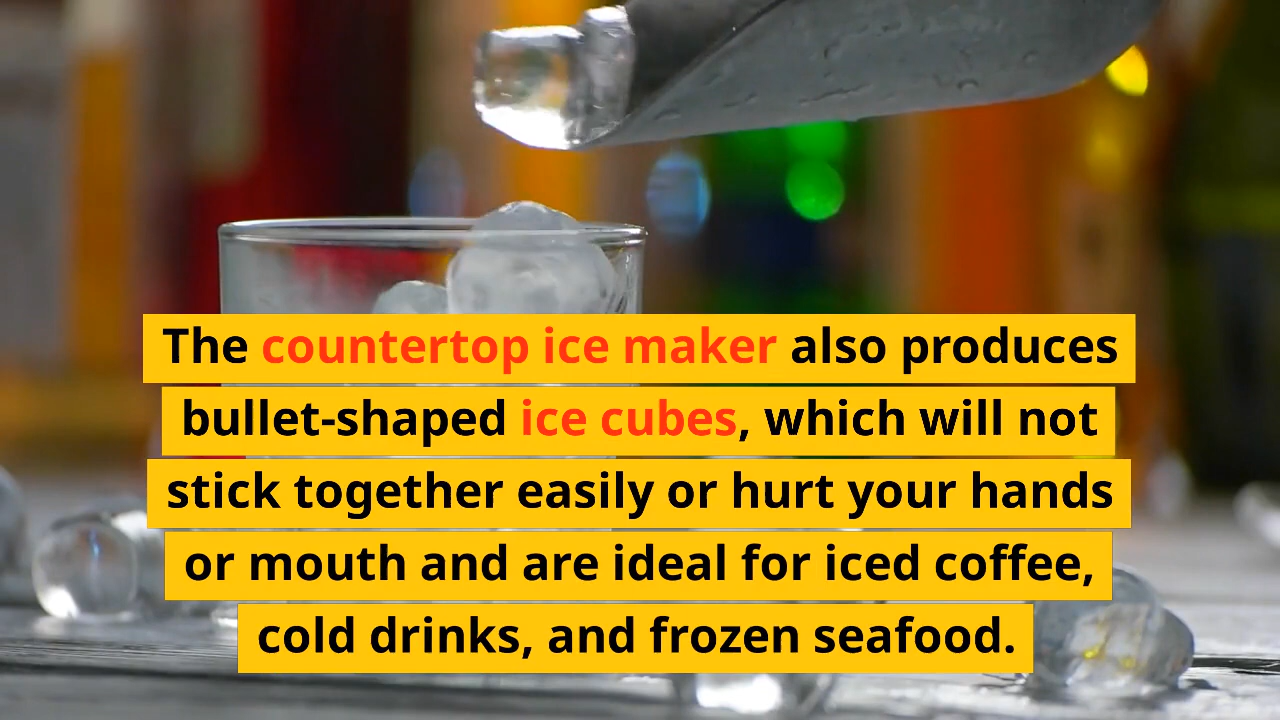 The countertop ice maker also produces
bullet-shaped ice cubes, which will not
stick together easily or hurt your hands
or mouth and are ideal for iced coffee,
cold drinks, and frozen seafood.